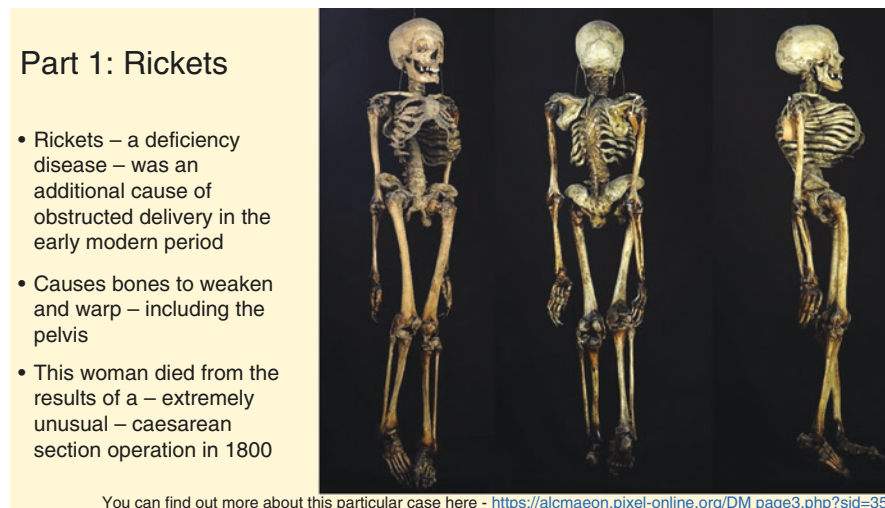 Part 1: Rickets
• Rickets – a deficiency
disease – was an
additional cause of
obstructed delivery in the
early modern period
• Causes bones to weaken
and warp – including the
pelvis
• This woman died from the
results of a – extremely
unusual – caesarean
section operation in 1800
You can find out more about this particular case here - https://alcmaeon.pixel-online.org/DM_page3.php?sid=35